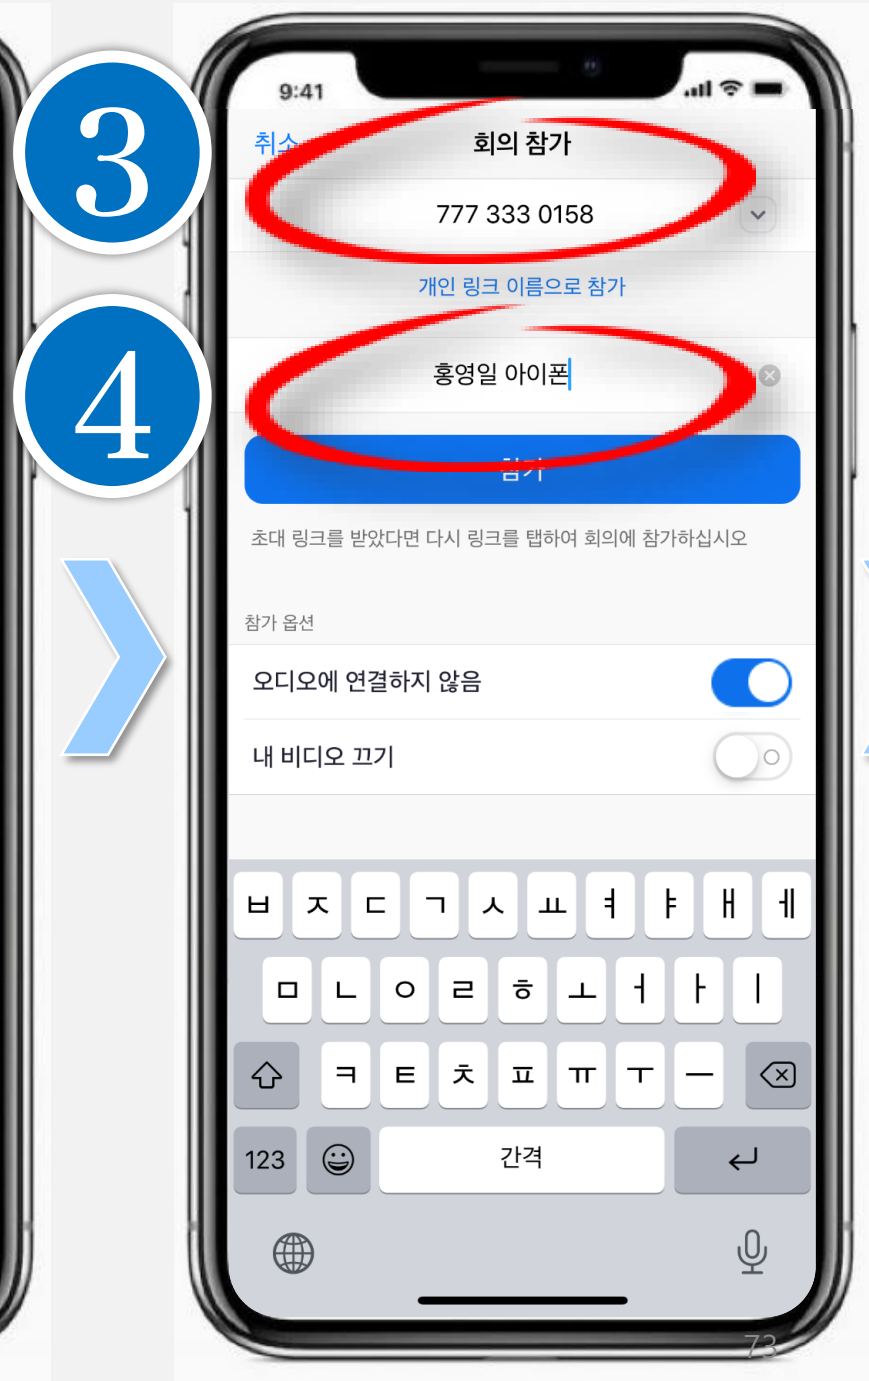 3
9:41
취소
회의 참가
777 333 0158
개인 링크 이름으로 참가
4
홍영일 아이폰
참가
초대 링크를 받았다면 다시 링크를 탭하여 회의에 참가하십시오
참가 옵션
오디오에 연결하지 않음
내 비디오 끄기
ㅂ ㅈ ㄷ ㄱ ㅅ ㅛ ㅕ ㅑ ㅐ ㅔ
ㅁ ㄴ ㅇ ㄹ ㅎ ㅗ ㅓ ㅏ ㅣ
ㅋ ㅌ ㅊ ㅍ ㅠ ㅜ ㅡ
123 간격
73